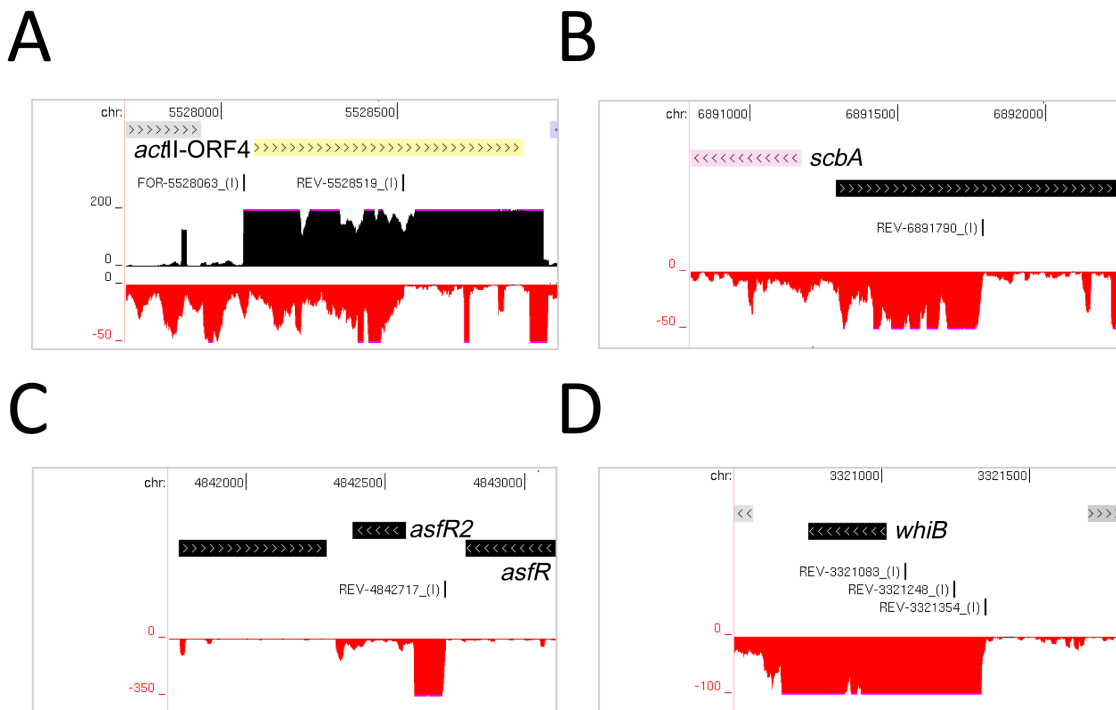 A
chr: 5528000 5528500
actII-ORF4
FOR-5528063_(I) REV-5528519_(I)
200
0
0
-50
B
chr: 6891000 6891500 6892000
scbA
REV-6891790_(I)
0
-50
C
chr: 4842000 4842500 4843000
asfR2
asfR
REV-4842717_(I)
0
-350
D
chr: 3321000 3321500
whiB
REV-3321083_(I)
REV-3321248_(I)
REV-3321354_(I)
0
-100